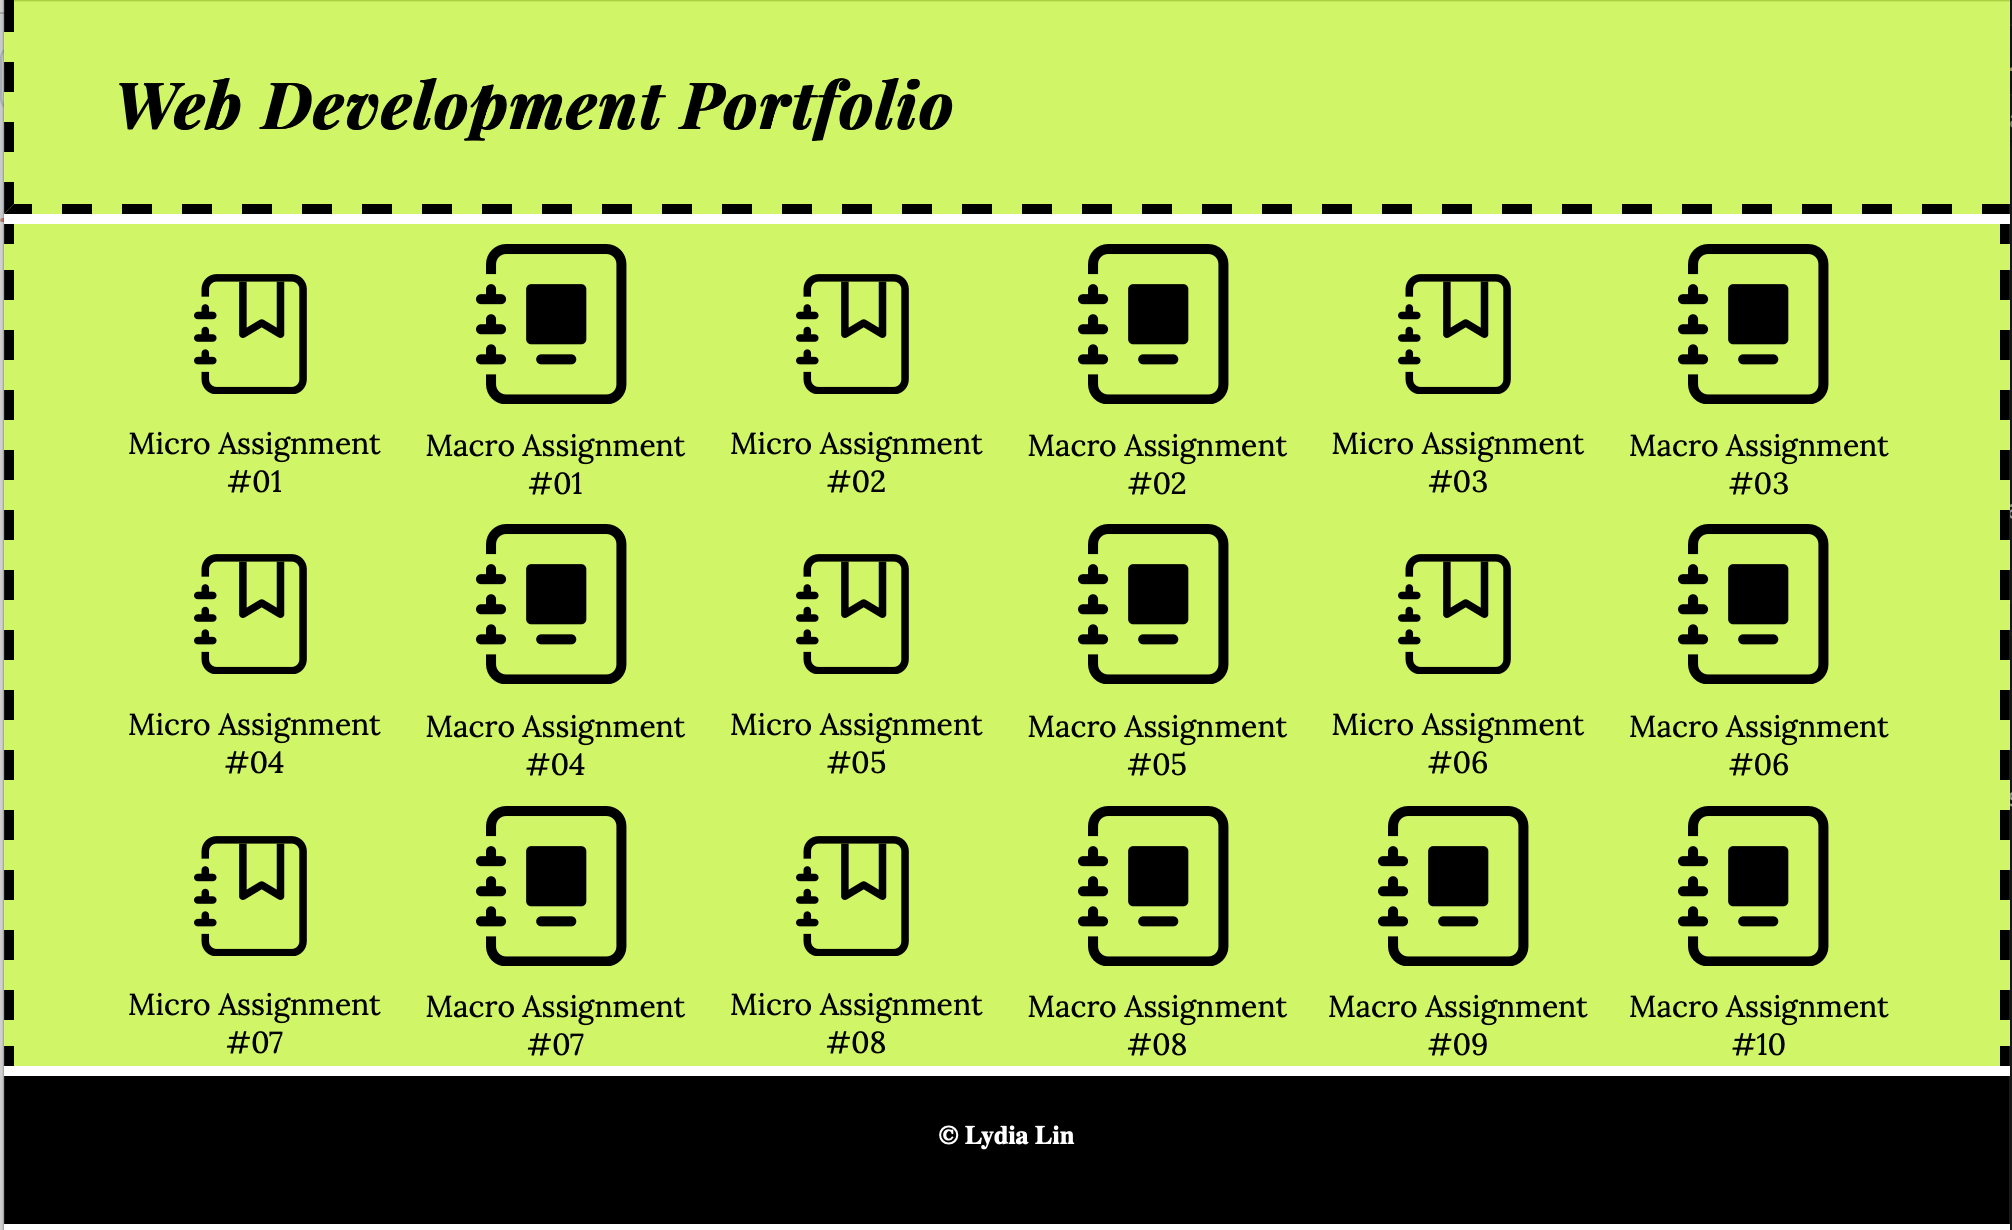 Web Development Portfolio
Micro Assignment
#01
Macro Assignment
#01
Micro Assignment
#02
Macro Assignment
#02
Micro Assignment
#03
Macro Assignment
#03
Micro Assignment
#04
Macro Assignment
#04
Micro Assignment
#05
Macro Assignment
#05
Micro Assignment
#06
Macro Assignment
#06
Micro Assignment
#07
Macro Assignment
#07
Micro Assignment
#08
Macro Assignment
#08
Macro Assignment
#09
Macro Assignment
#10
© Lydia Lin